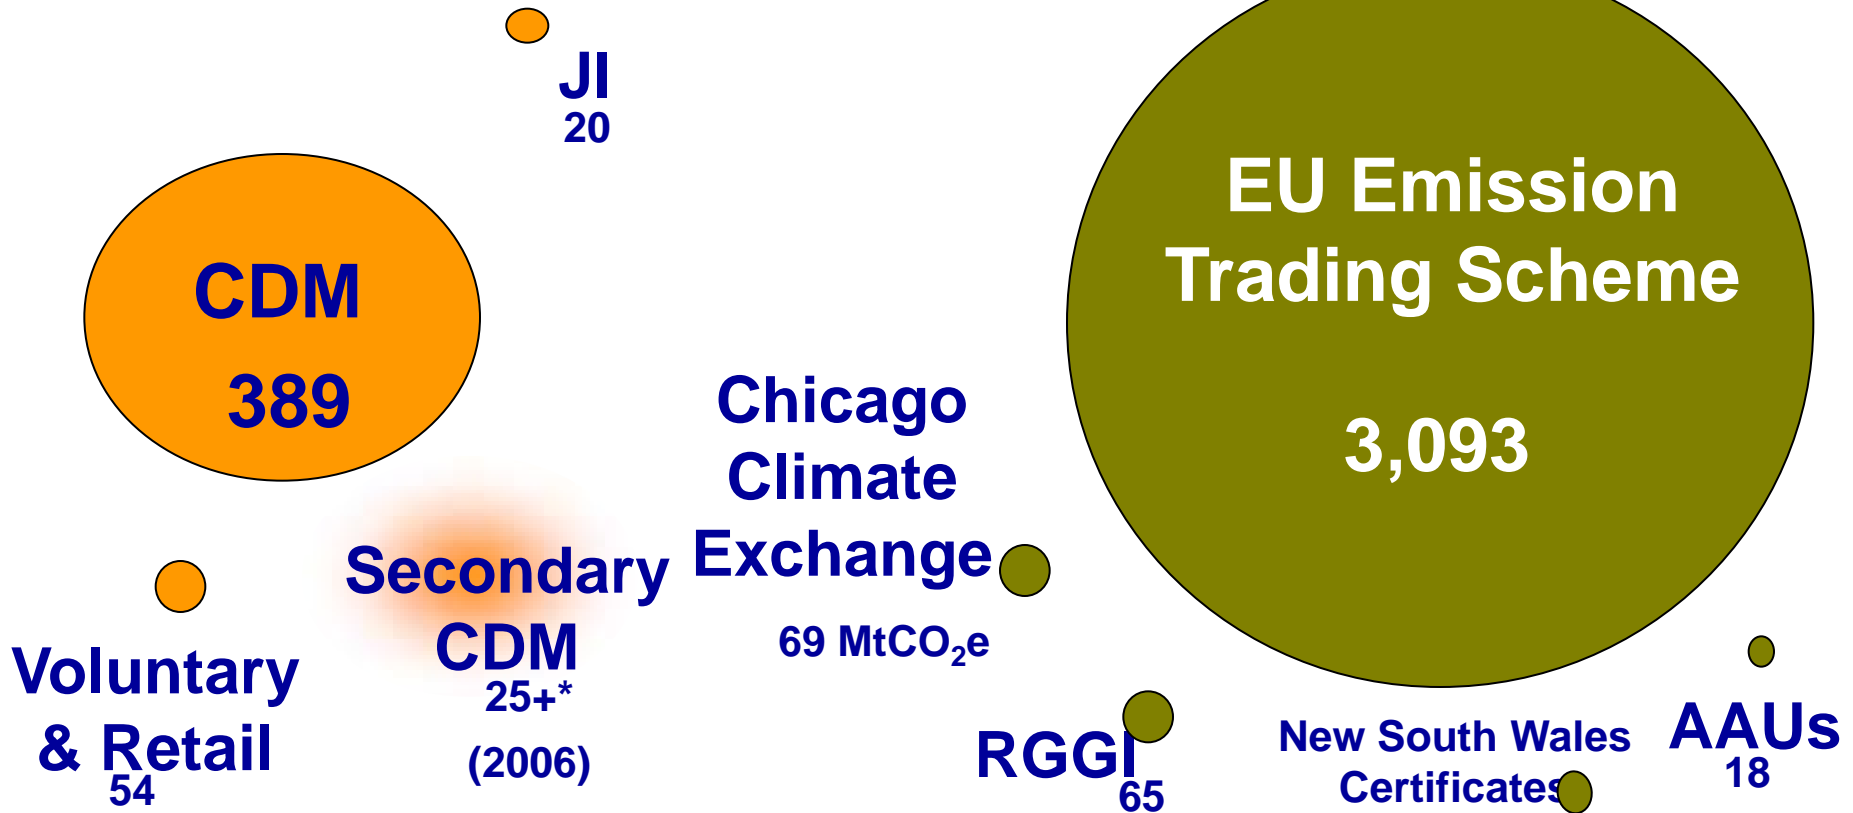 JI
20
EU Emission
Trading Scheme
3,093
CDM
389
Chicago
Climate
Exchange
69 MtCO₂e
Secondary
CDM
25+*
(2006)
Voluntary
& Retail
54
RGGI
65
New South Wales
Certificates
AAUs
18